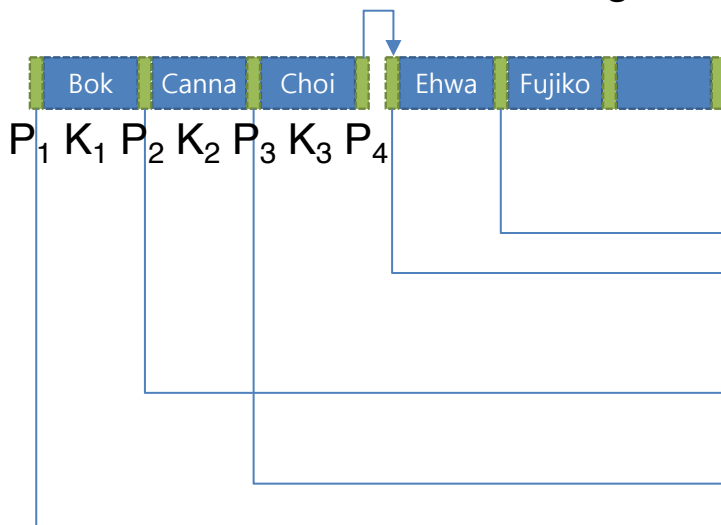 g
Bok Canna Choi Ehwa Fujiko
P₁ K₁ P₂ K₂ P₃ K₃ P₄